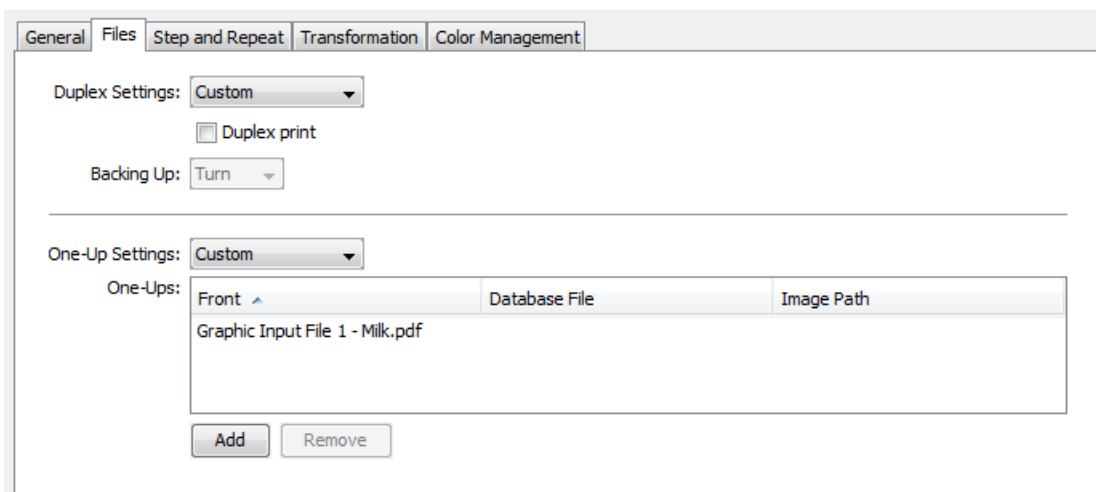 General Files Step and Repeat Transformation Color Management
Duplex Settings: Custom
Duplex print
Backing Up: Turn
One-Up Settings: Custom
One-Ups: Front Database File Image Path
Graphic Input File 1 - Milk.pdf
Add Remove